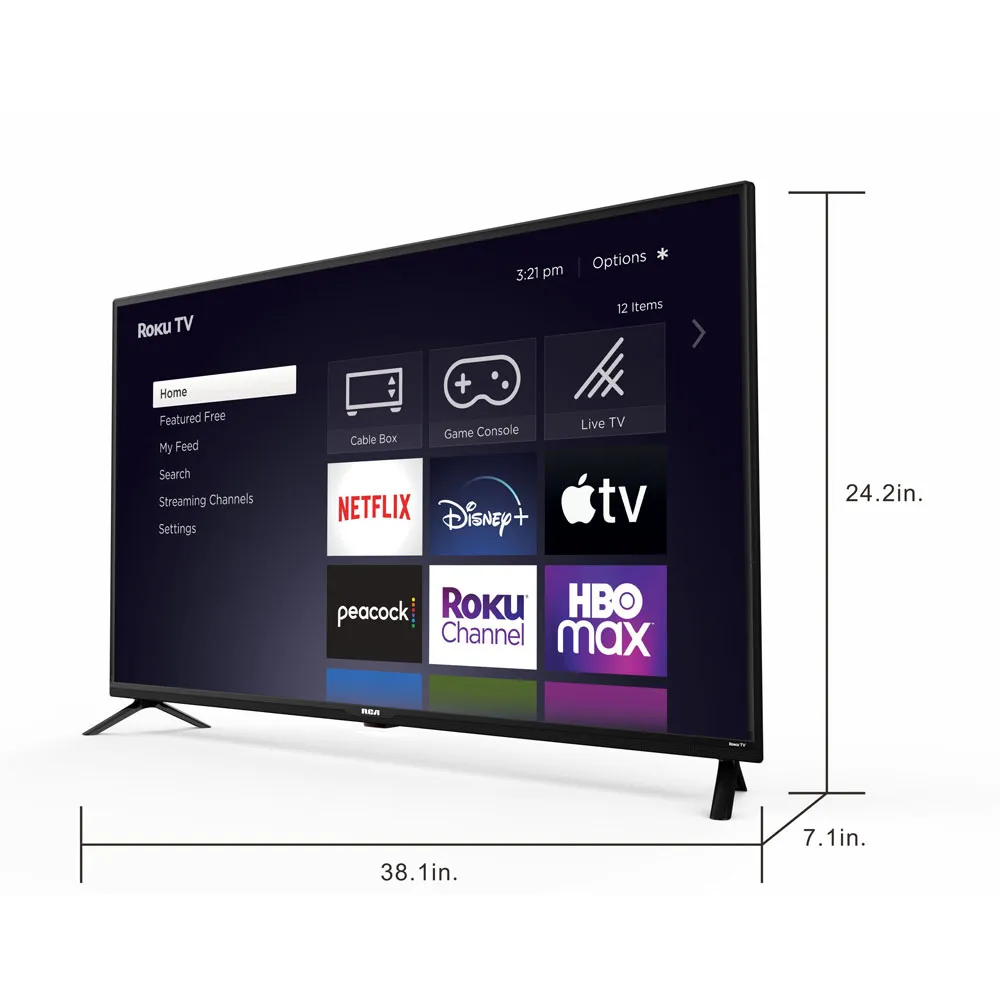 3:21 pm
Options *
Roku TV
12 Items
Home
Featured Free
My Feed
Search
Streaming Channels
Settings
Cable Box
Game Console
Live TV
NETFLIX
Disney+
tv
peacock
Roku
Channel
HBO
max
RCA
Roku TV
24.2in.
7.1in.
38.1in.